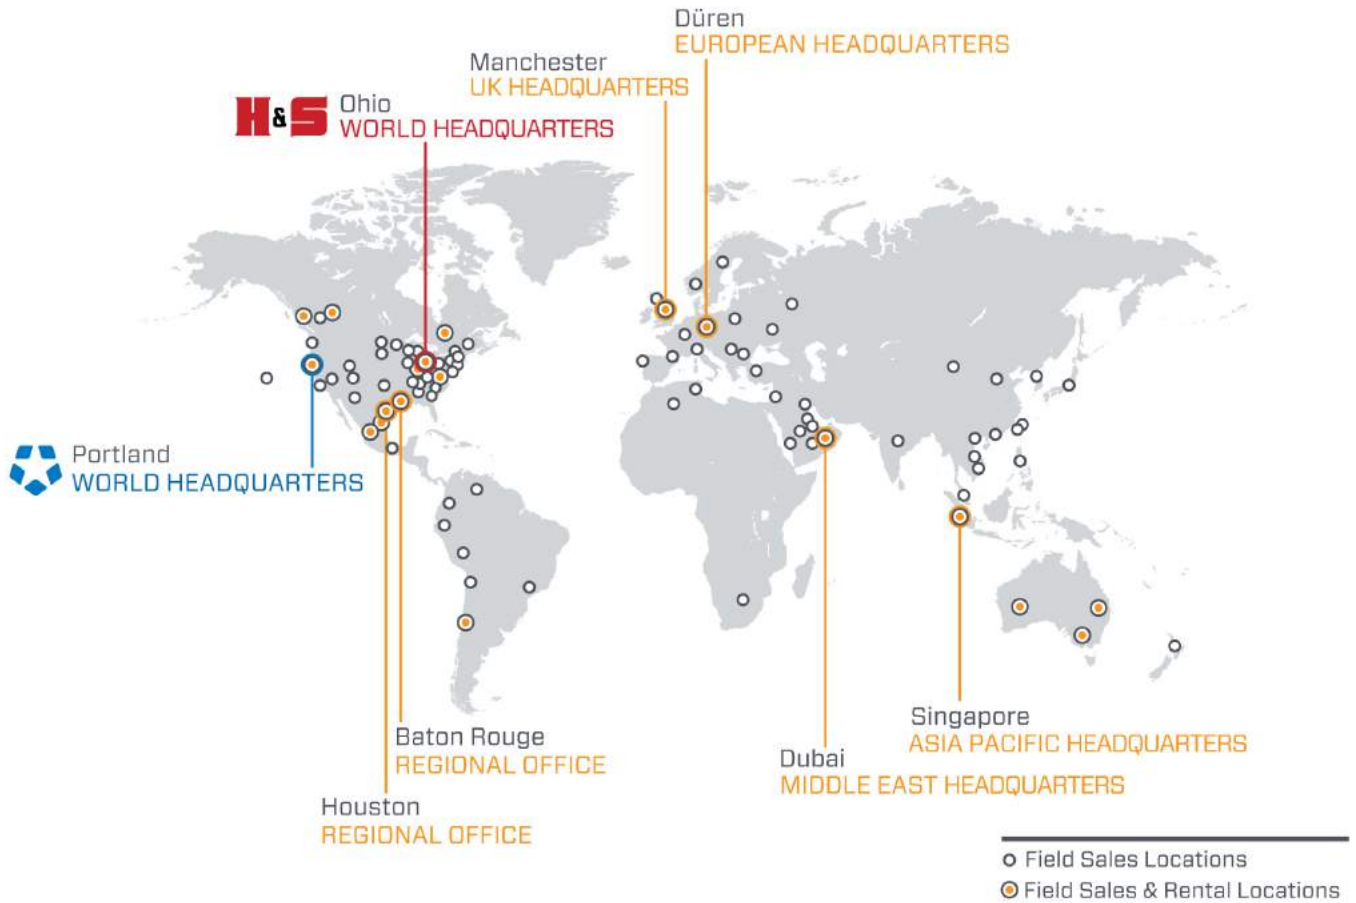 Düren
EUROPEAN HEADQUARTERS
Manchester
UK HEADQUARTERS
H&S
Ohio
WORLD HEADQUARTERS
Portland
WORLD HEADQUARTERS
Baton Rouge
REGIONAL OFFICE
Houston
REGIONAL OFFICE
Singapore
ASIA PACIFIC HEADQUARTERS
Dubai
MIDDLE EAST HEADQUARTERS
Field Sales Locations
Field Sales & Rental Locations